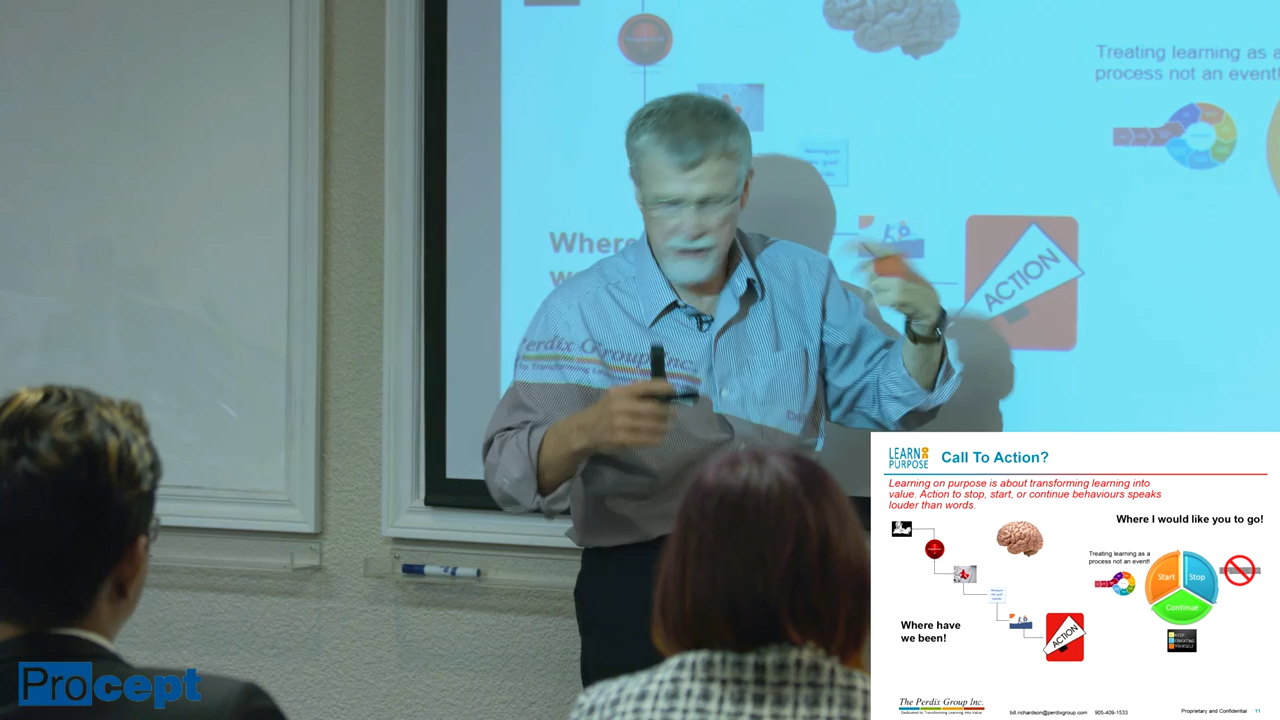 Treating learning as a
process not an event!
Where
ACTION
Perdix Group Inc.
Procept
LEARN ON
PURPOSE
Call To Action?
Learning on purpose is about transforming learning into
value. Action to stop, start, or continue behaviours speaks
louder than words.
Where I would like you to go!
Treating learning as a
process not an event!
Start
Stop
Continue
Where have
we been!
ACTION
KEEP
EDUCATING
YOURSELF
The Perdix Group Inc.
Dedicated to Transforming Learning into Value
bill.richardson@perdixgroup.com 905-409-1533
Proprietary and Confidential 11